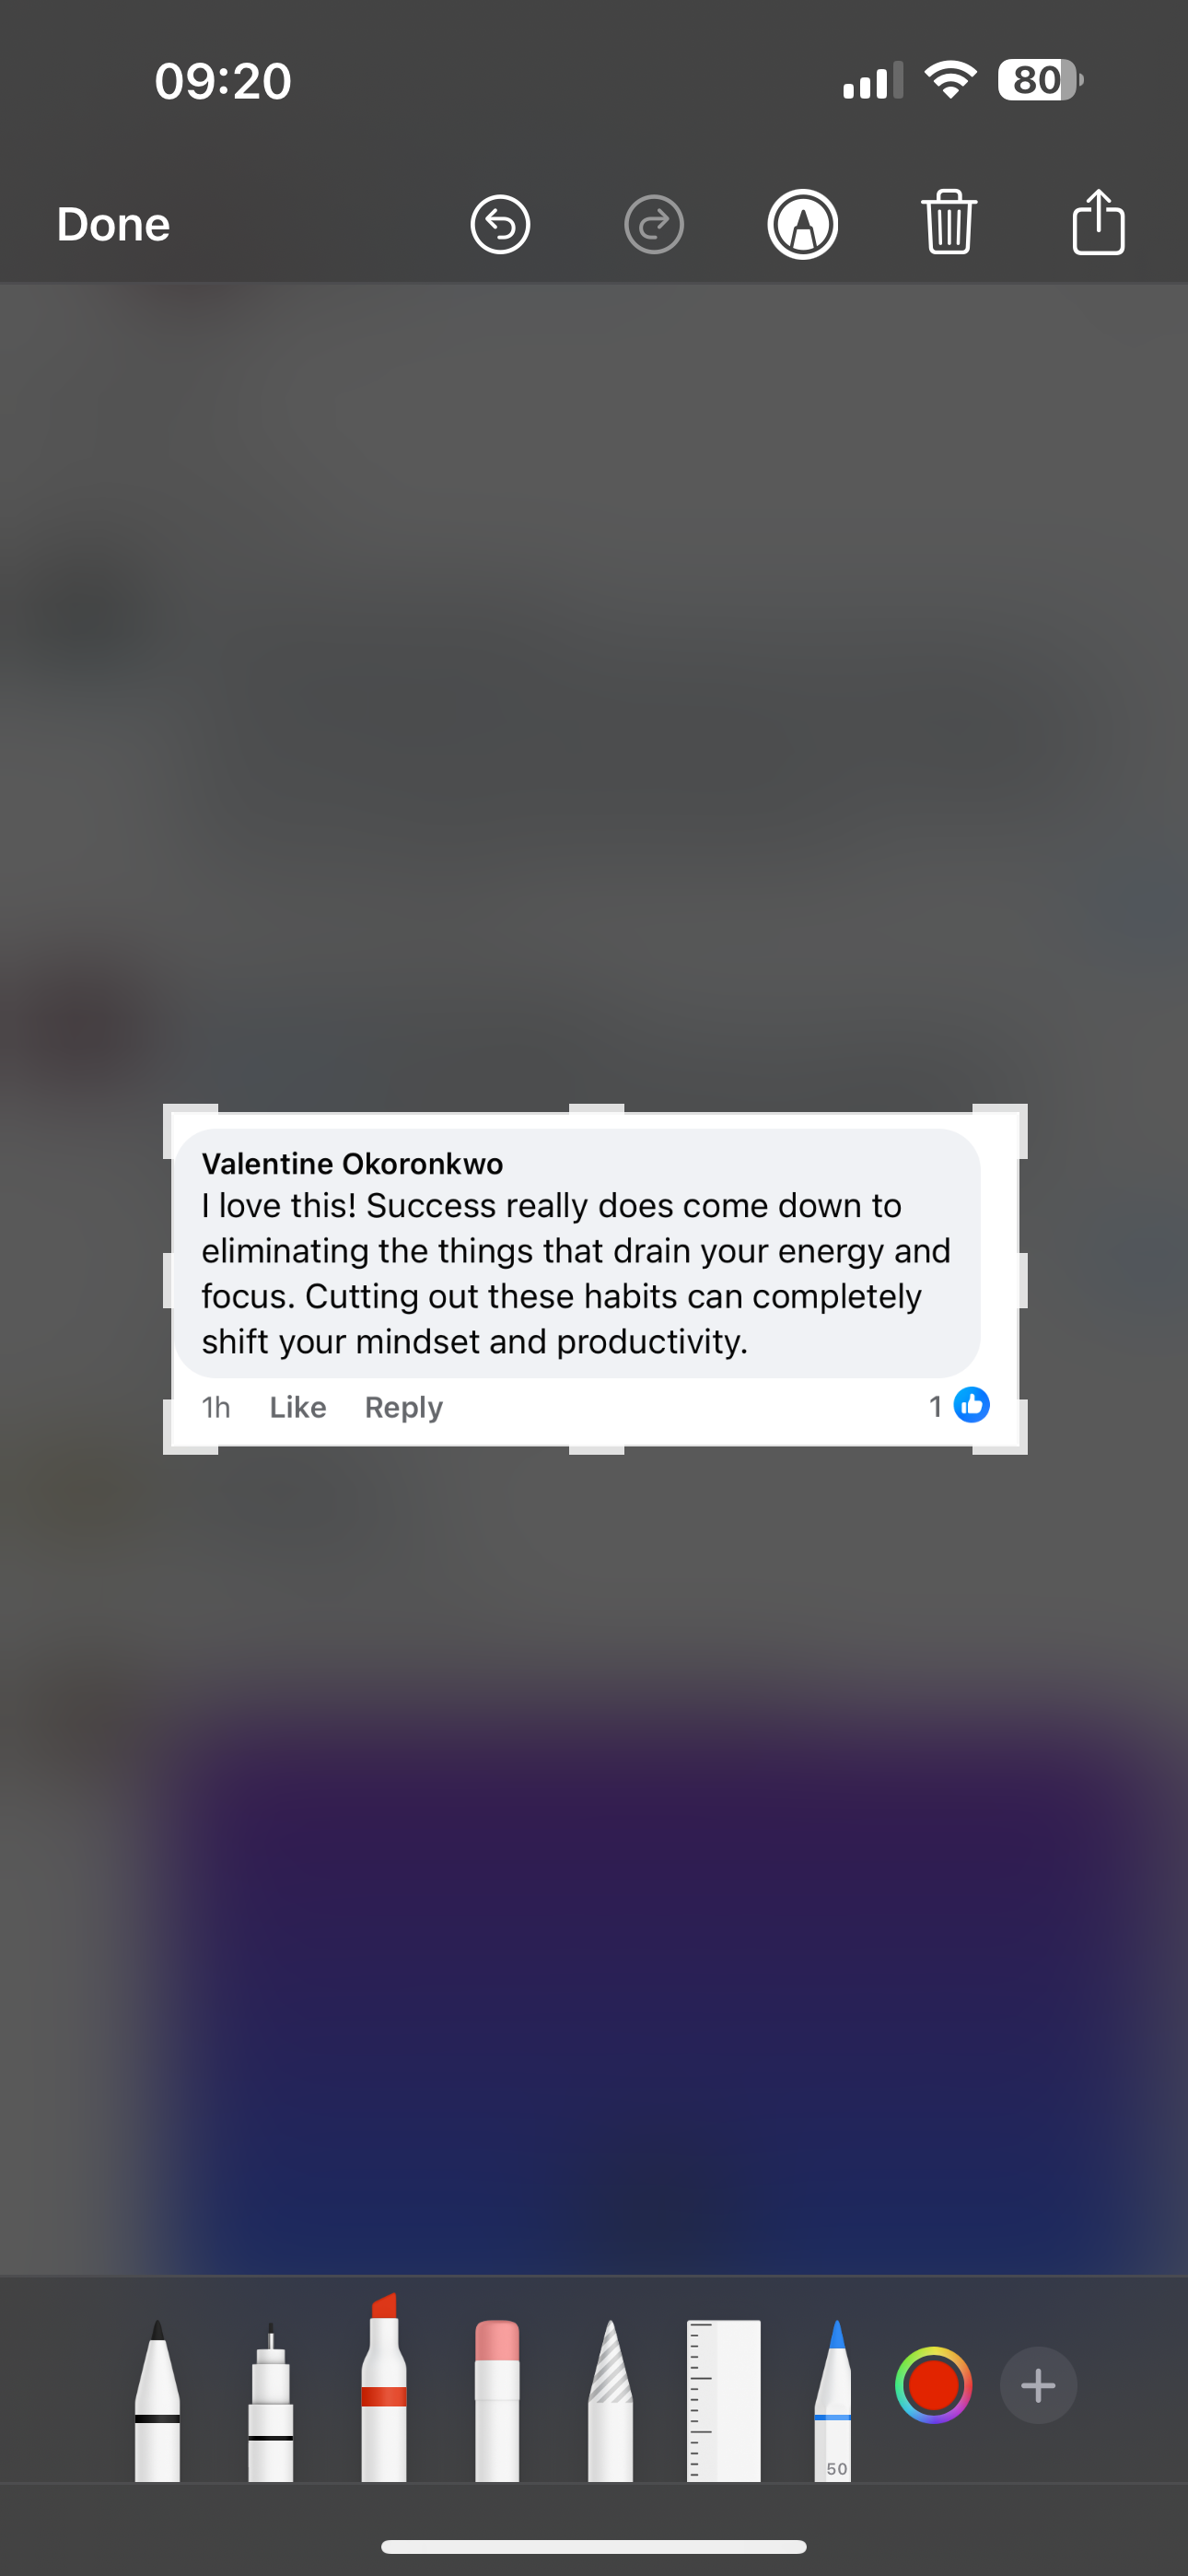 09:20
80
Done
Valentine Okoronkwo
I love this! Success really does come down to
eliminating the things that drain your energy and
focus. Cutting out these habits can completely
shift your mindset and productivity.
1h Like Reply 1
50